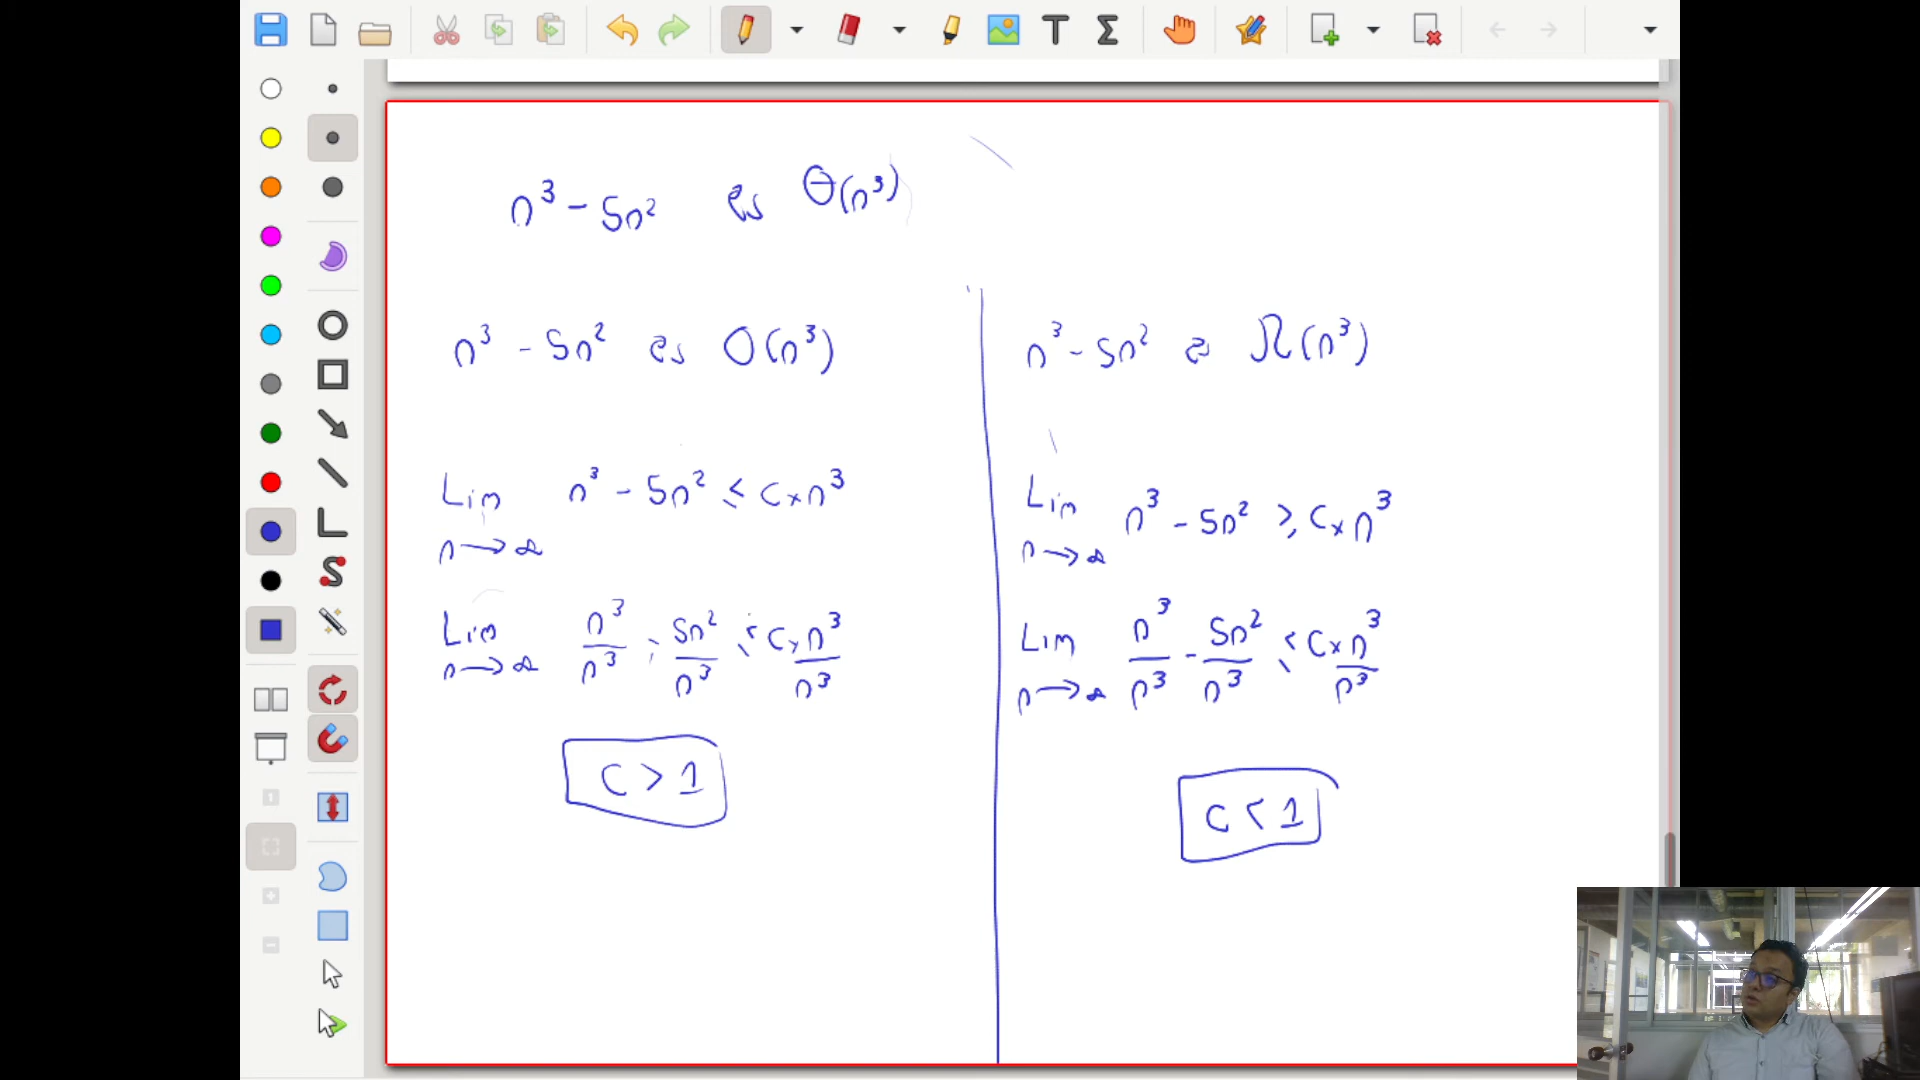 n³ - 5n² es Θ(n³)
n³ - 5n² es O(n³)
Lim n→∞ n³ - 5n² ≤ c×n³
Lim n→∞ n³/n³ - 5n²/n³ ≤ c×n³/n³
c > 1
n³ - 5n² es Ω(n³)
Lim n→∞ n³ - 5n² ≥ c×n³
Lim n→∞ n³/n³ - 5n²/n³ ≤ c×n³/n³
c < 1